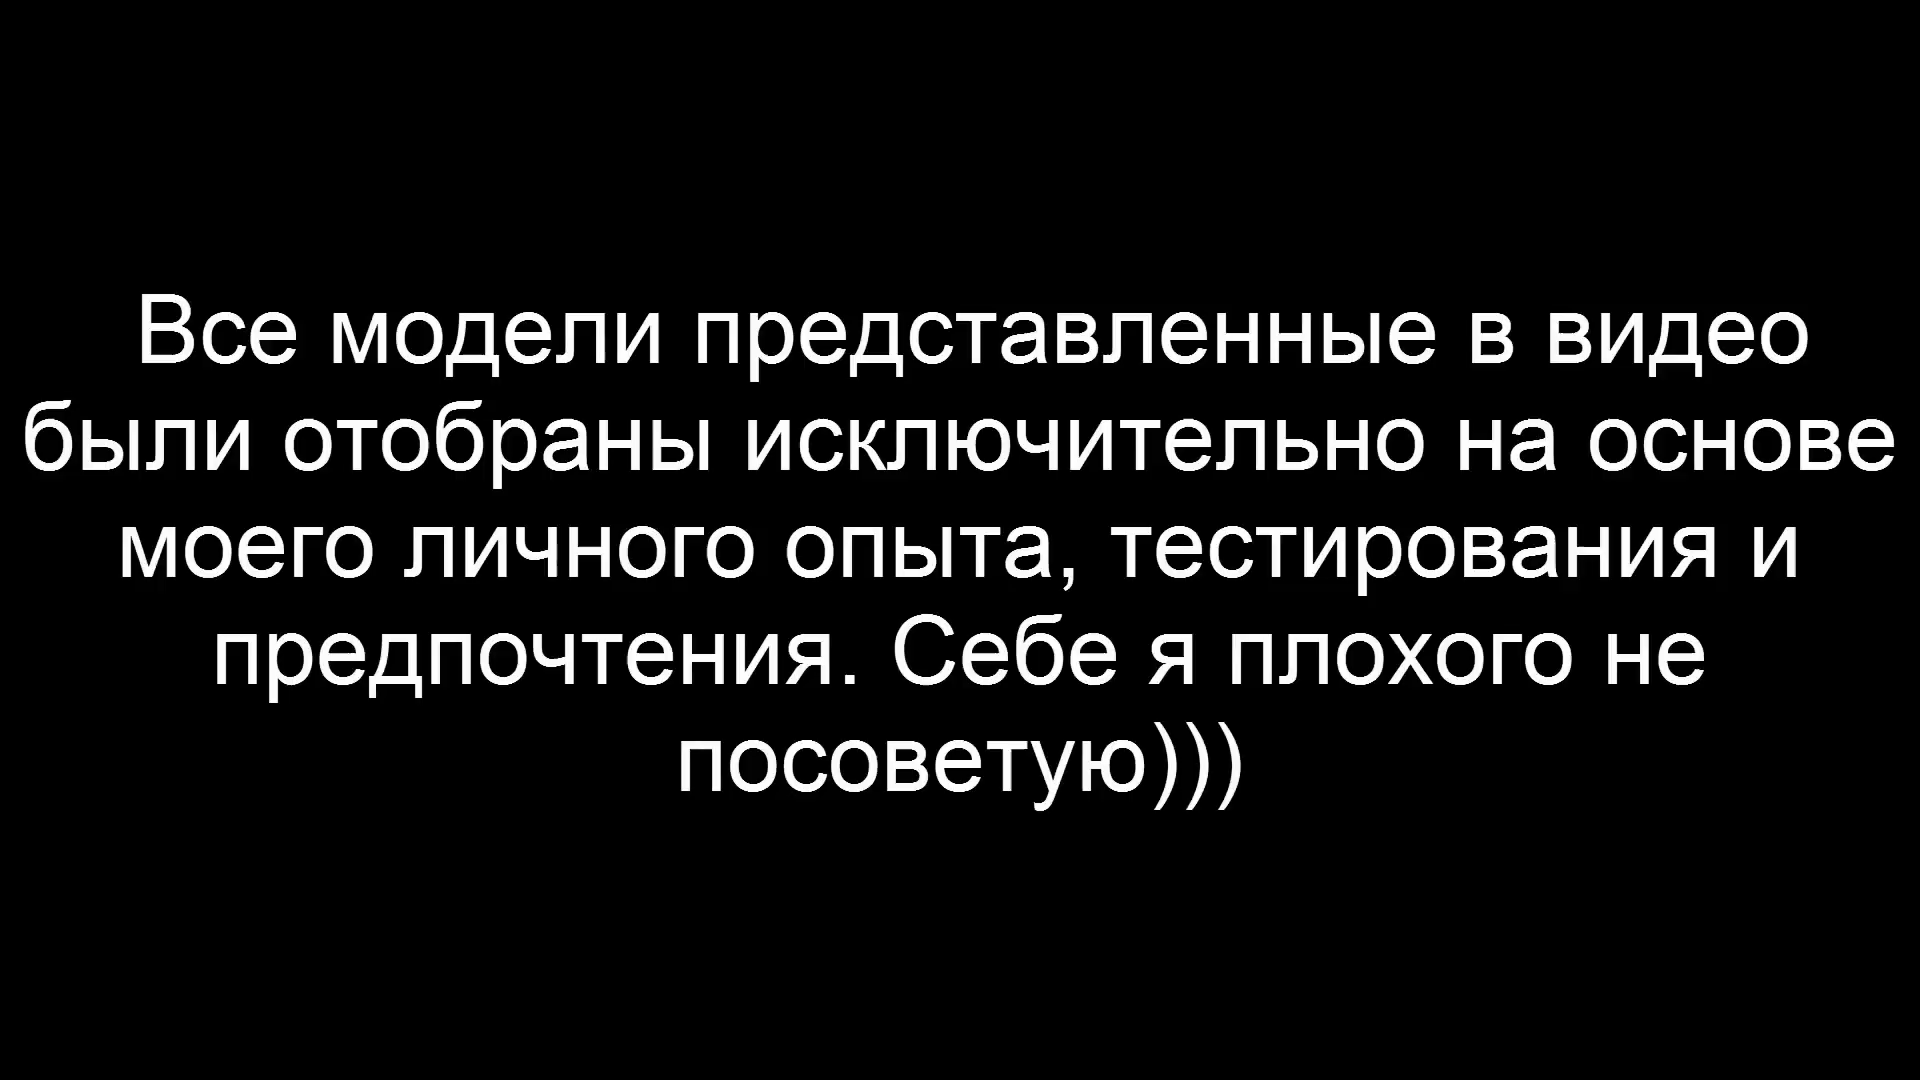 Все модели представленные в видео
были отобраны исключительно на основе
моего личного опыта, тестирования и
предпочтения. Себе я плохого не
посоветую)))